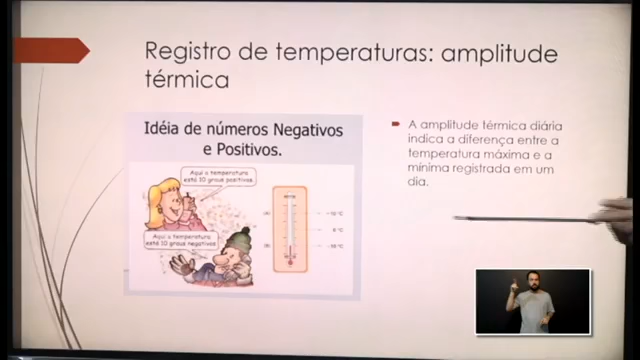 Registro de temperaturas: amplitude
térmica
Idéia de números Negativos
e Positivos.
Aqui a temperatura
está 10 graus positivos.
Aqui a temperatura
está 10 graus negativos.
A amplitude térmica diária
indica a diferença entre a
temperatura máxima e a
mínima registrada em um
dia.